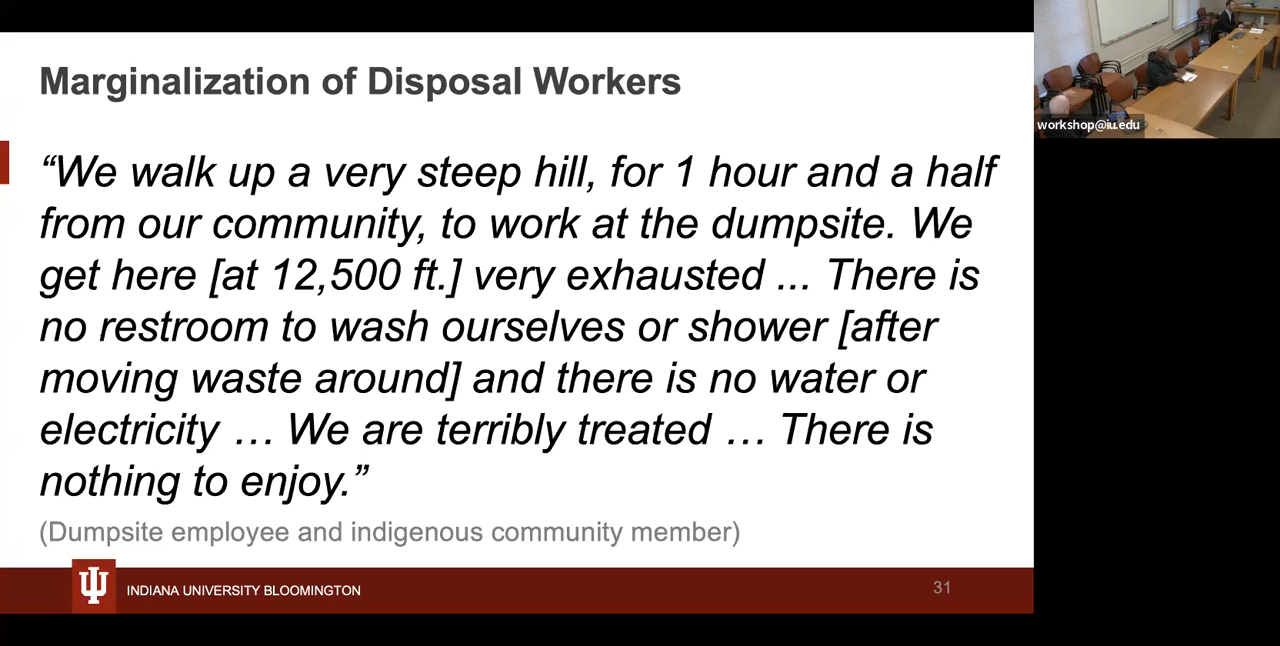 Marginalization of Disposal Workers
“We walk up a very steep hill, for 1 hour and a half
from our community, to work at the dumpsite. We
get here [at 12,500 ft.] very exhausted ... There is
no restroom to wash ourselves or shower [after
moving waste around] and there is no water or
electricity … We are terribly treated … There is
nothing to enjoy.”
(Dumpsite employee and indigenous community member)
INDIANA UNIVERSITY BLOOMINGTON
31
workshop@iu.edu